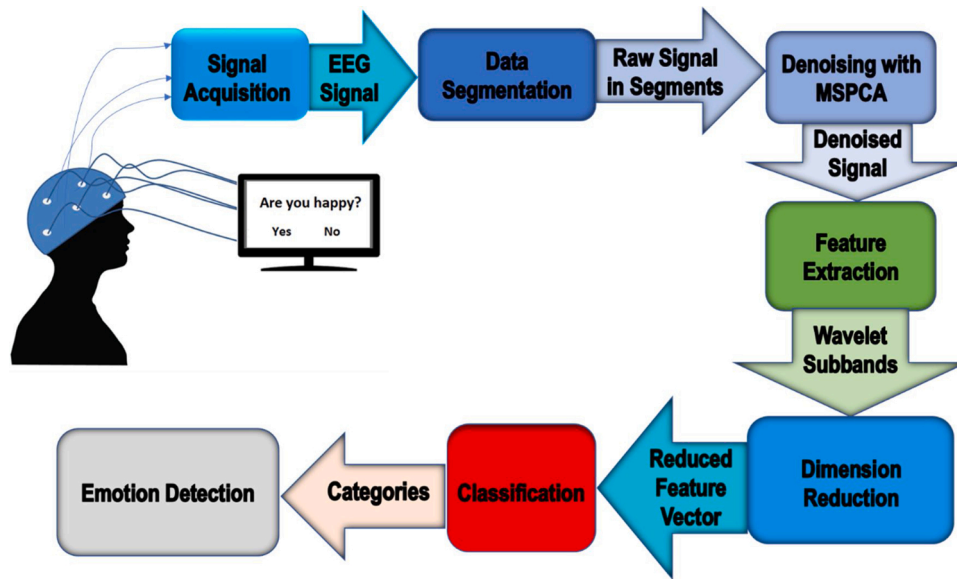 Signal
Acquisition
EEG
Signal
Data
Segmentation
Raw Signal
in Segments
Denoising with
MSPCA
Denoised
Signal
Are you happy?
Yes No
Feature
Extraction
Wavelet
Subbands
Dimension
Reduction
Reduced
Feature
Vector
Classification
Categories
Emotion Detection